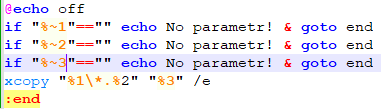 @echo off
if "%~1"=="" echo No parametr! & goto end
if "%~2"=="" echo No parametr! & goto end
if "%~3"=="" echo No parametr! & goto end
xcopy "%1\*.%2" "%3" /e
:end